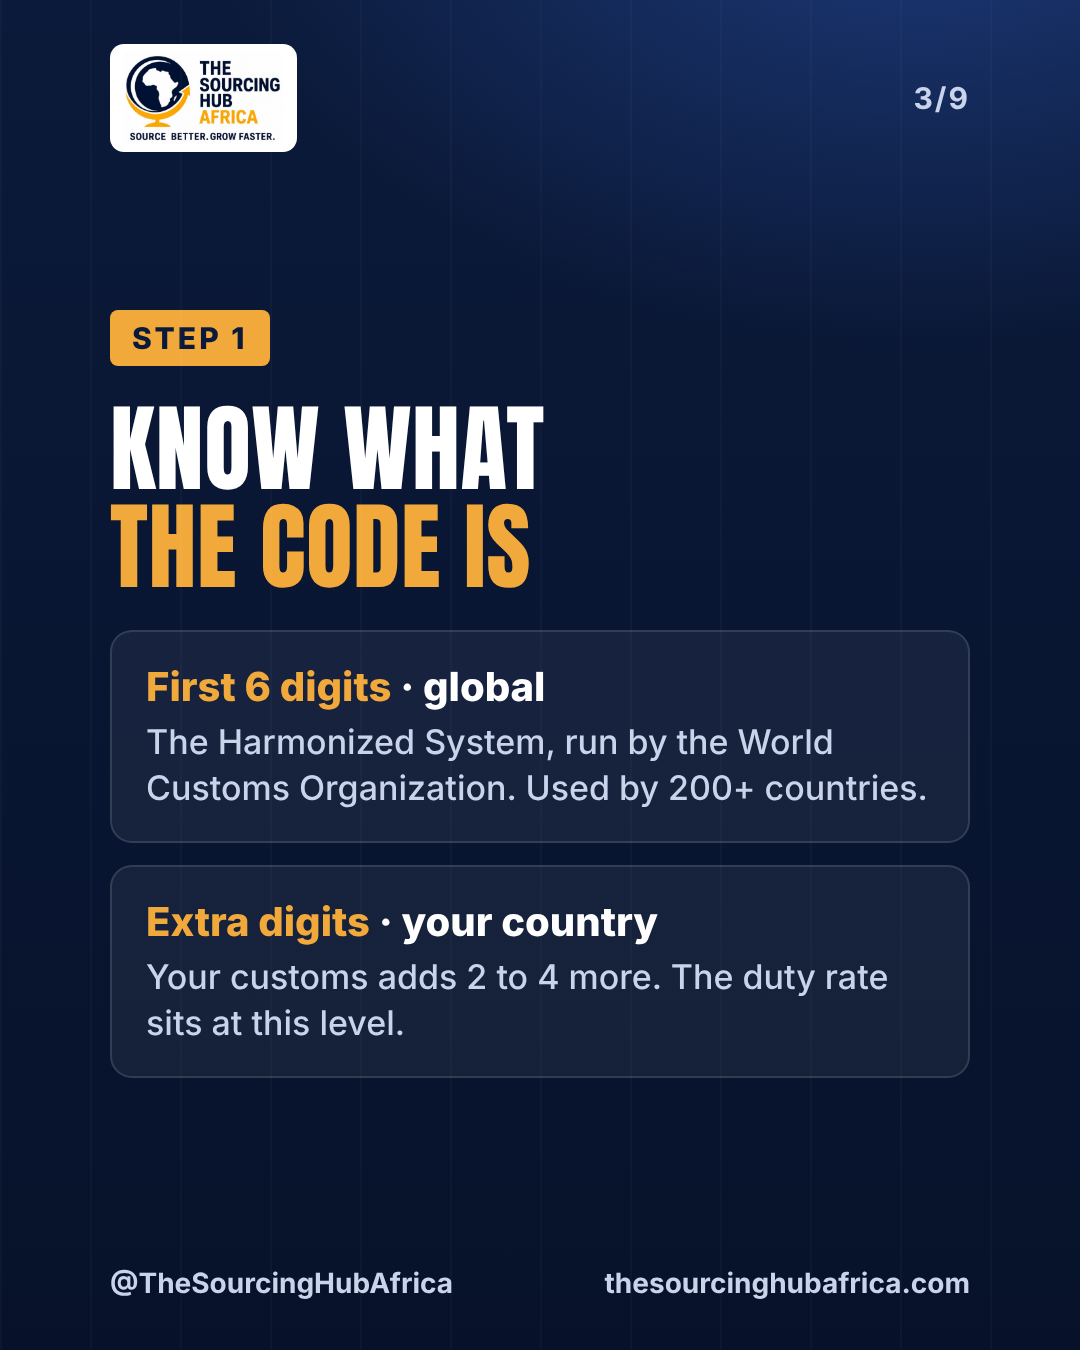 THE
SOURCING
HUB
AFRICA
SOURCE BETTER. GROW FASTER.
3/9
STEP 1
KNOW WHAT
THE CODE IS
First 6 digits · global
The Harmonized System, run by the World
Customs Organization. Used by 200+ countries.
Extra digits · your country
Your customs adds 2 to 4 more. The duty rate
sits at this level.
@TheSourcingHubAfrica
thesourcinghubafrica.com